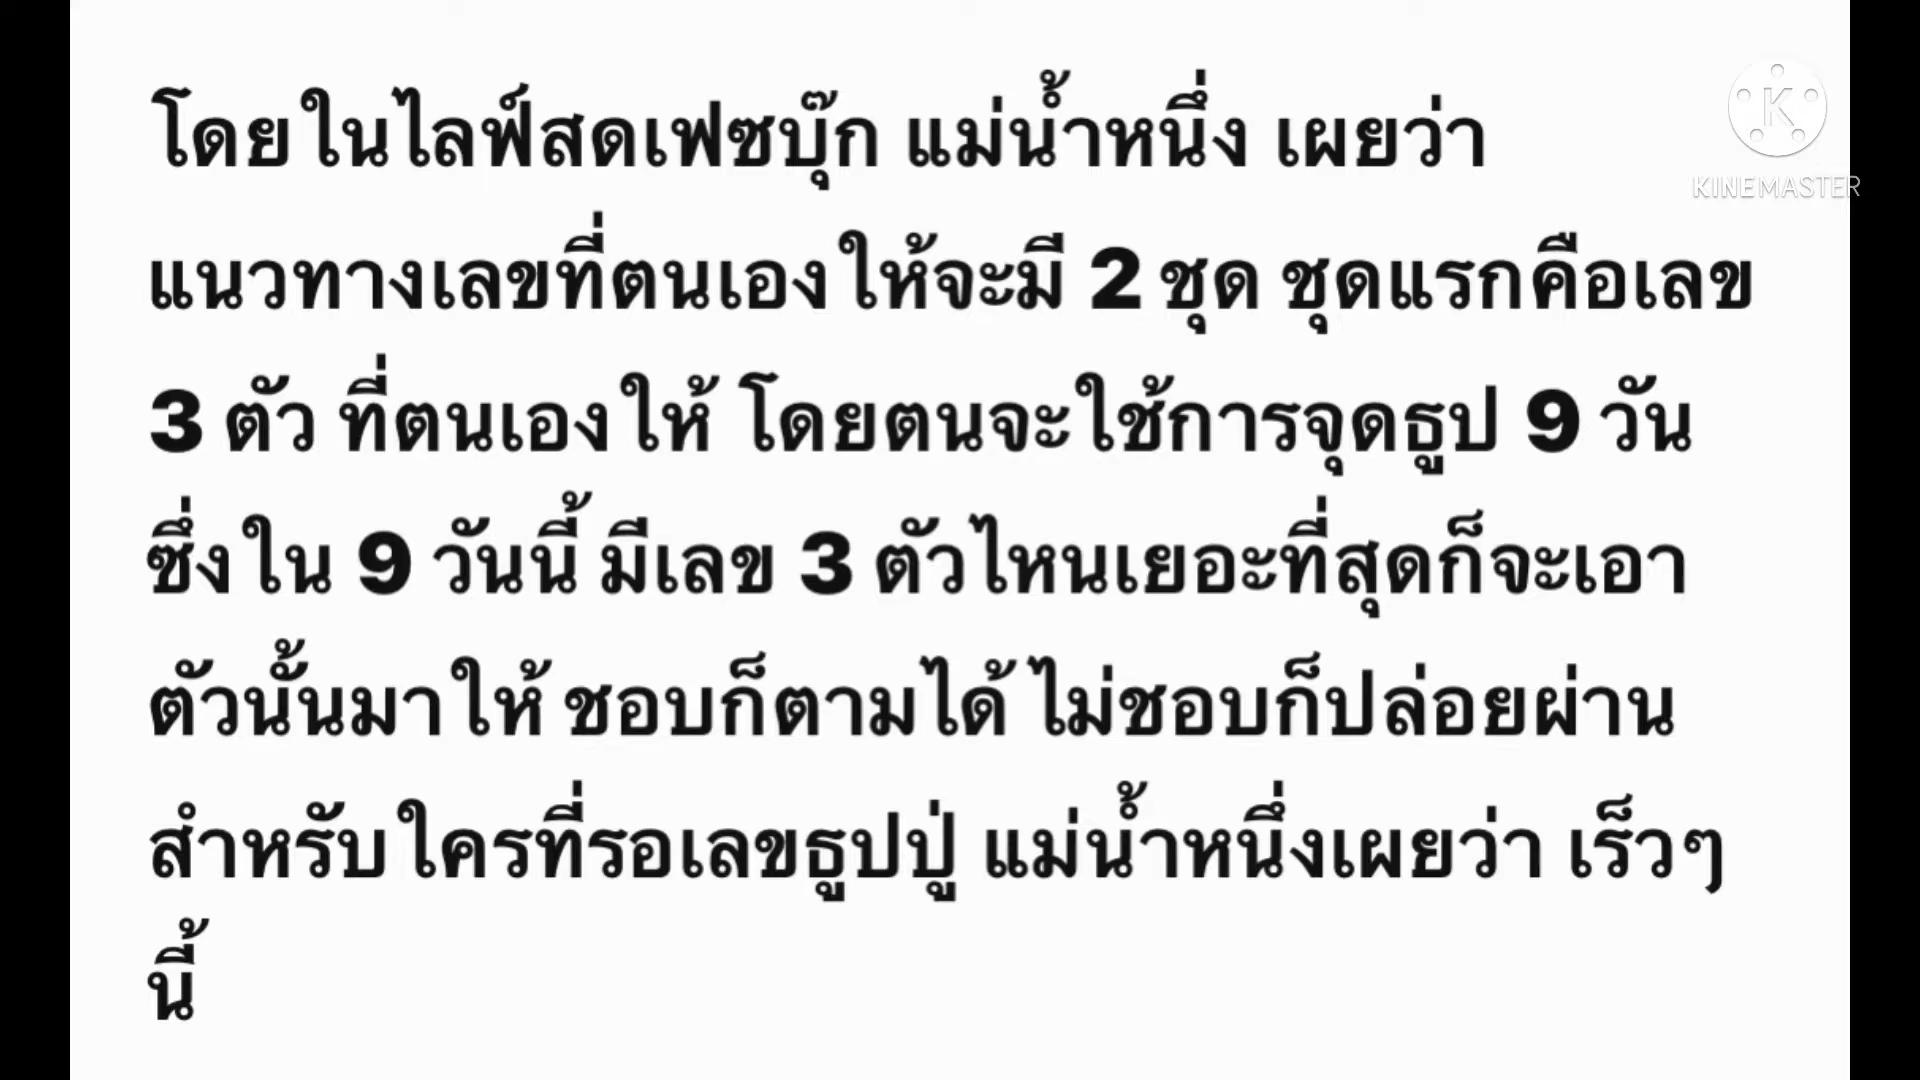 โดยในไลฟ์สดเฟซบุ๊ก แม่น้ำหนึ่ง เผยว่า
แนวทางเลขที่ตนเองให้จะมี 2 ชุด ชุดแรกคือเลข
3 ตัว ที่ตนเองให้ โดยตนจะใช้การจุดธูป 9 วัน
ซึ่งใน 9 วันนี้ มีเลข 3 ตัวไหนเยอะที่สุดก็จะเอา
ตัวนั้นมาให้ ชอบก็ตามได้ ไม่ชอบก็ปล่อยผ่าน
สำหรับใครที่รอเลขธูปปู่ แม่น้ำหนึ่งเผยว่า เร็วๆ
นี้
K
KINEMASTER